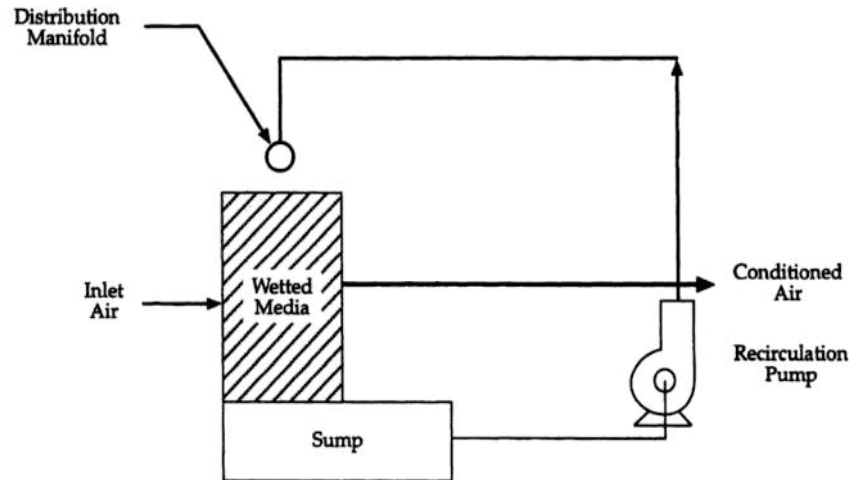 Distribution
Manifold
Inlet
Air
Wetted
Media
Conditioned
Air
Recirculation
Pump
Sump